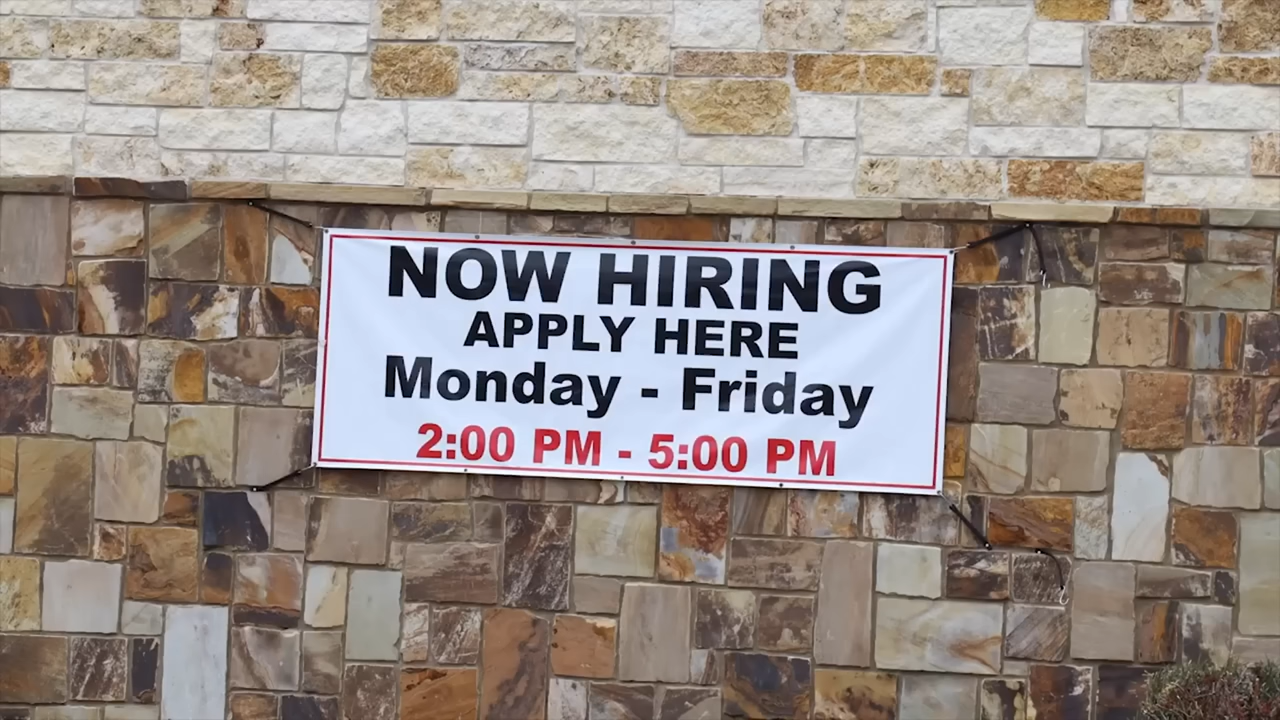 NOW HIRING
APPLY HERE
Monday - Friday
2:00 PM - 5:00 PM